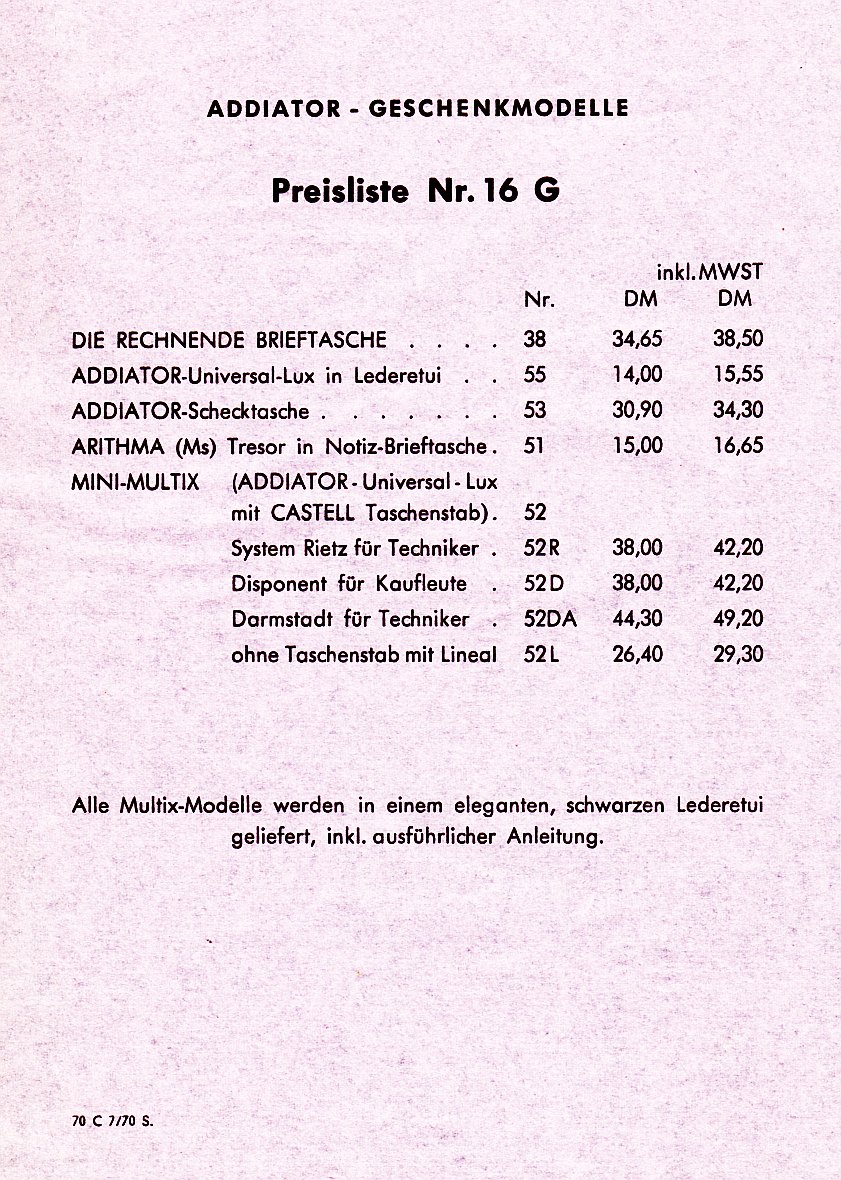 ADDIATOR - GESCHENKMODELLE
Preisliste Nr. 16 G
inkl. MWST
Nr. DM DM
DIE RECHNENDE BRIEFTASCHE . . . . 38 34,65 38,50
ADDIATOR-Universal-Lux in Lederetui . . 55 14,00 15,55
ADDIATOR-Schecktasche . . . . . . . 53 30,90 34,30
ARITHMA (Ms) Tresor in Notiz-Brieftasche . 51 15,00 16,65
MINI-MULTIX (ADDIATOR - Universal - Lux
mit CASTELL Taschenstab) . 52
System Rietz für Techniker . 52 R 38,00 42,20
Disponent für Kaufleute . 52 D 38,00 42,20
Darmstadt für Techniker . 52DA 44,30 49,20
ohne Taschenstab mit Lineal 52 L 26,40 29,30
Alle Multix-Modelle werden in einem eleganten, schwarzen Lederetui
geliefert, inkl. ausführlicher Anleitung.
70 C 7/70 S.